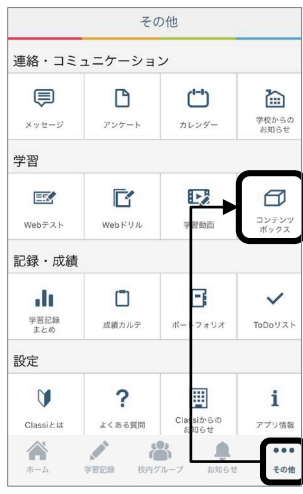 その他
連絡・コミュニケーション
メッセージ
アンケート
カレンダー
学校からの
お知らせ
学習
Webテスト
Webドリル
学習動画
コンテンツ
ボックス
記録・成績
学習記録
まとめ
成績カルテ
ポートフォリオ
ToDoリスト
設定
Classiとは
よくある質問
Classiからの
お知らせ
アプリ情報
ホーム
学習記録
校内グループ
お知らせ
その他